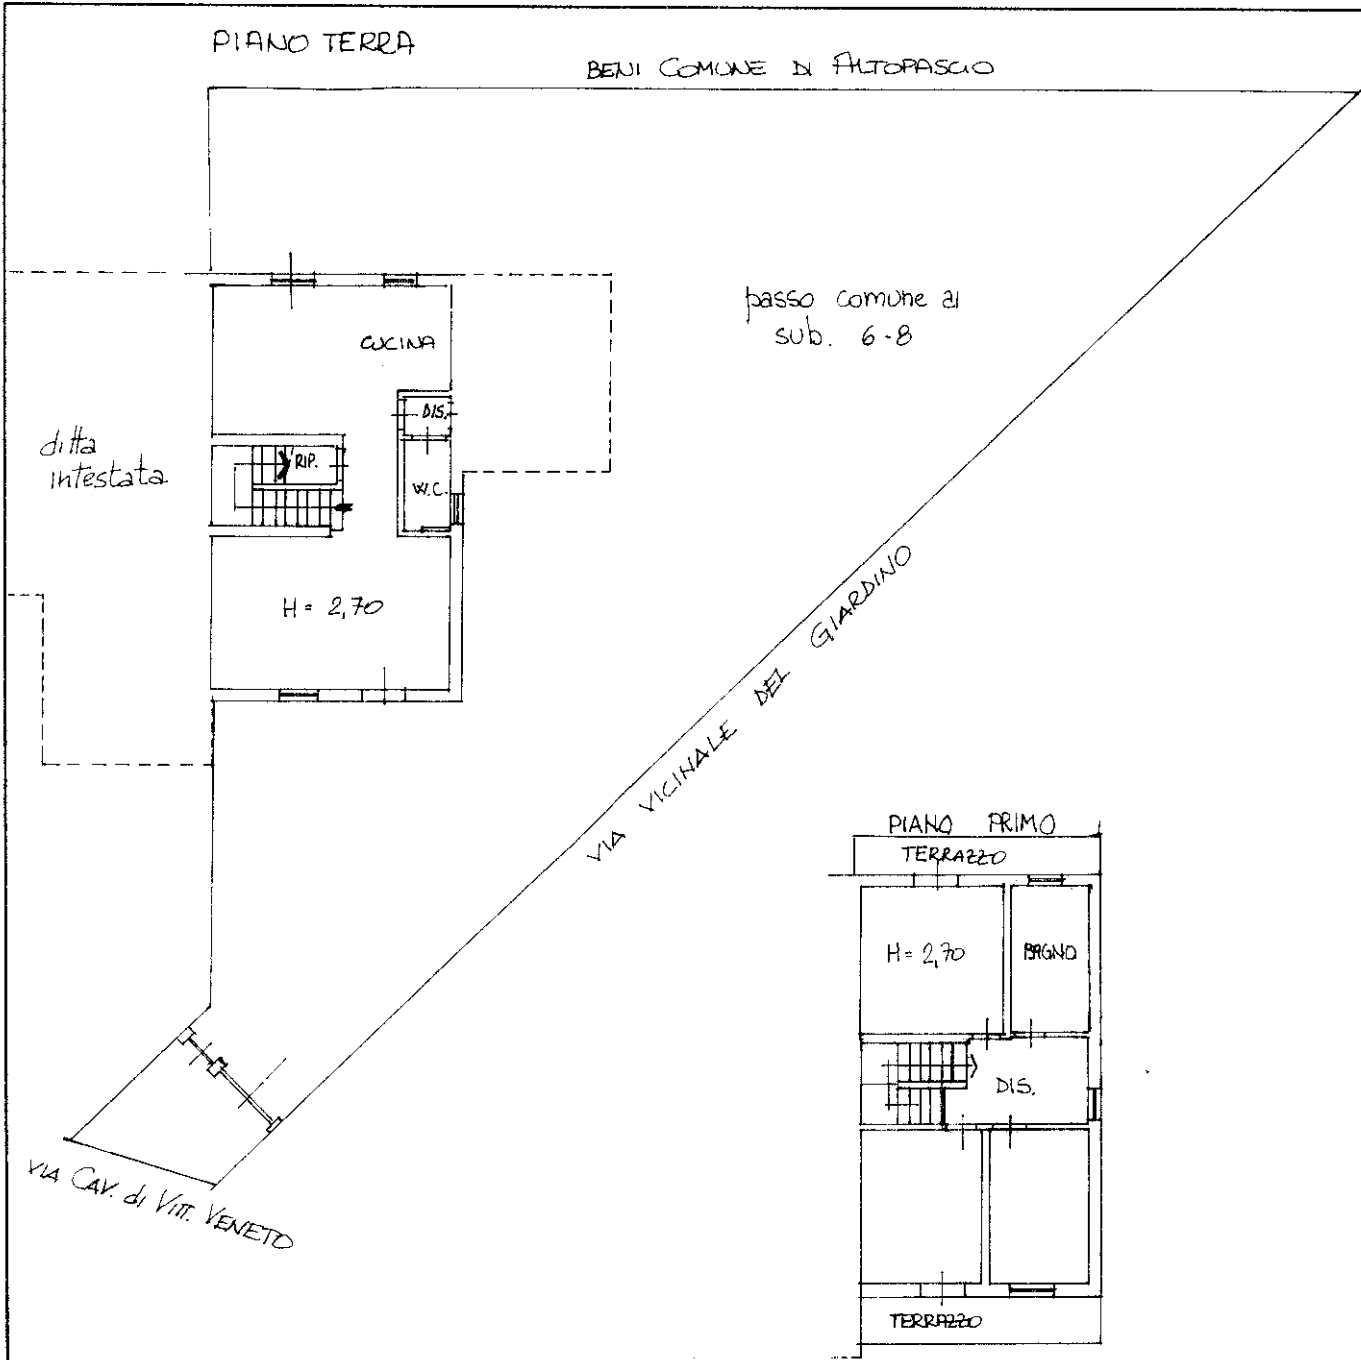 PIANO TERRA
BENI COMUNE DI ALTOPASCIO
passo comune ai
sub. 6-8
CUCINA
DIS.
ditta
intestata
RIP.
W.C.
H = 2,70
VIA VICINALE DEL GIARDINO
VIA CAV. di VITT. VENETO
PIANO PRIMO
TERRAZZO
H = 2,70
BAGNO
DIS.
TERRAZZO